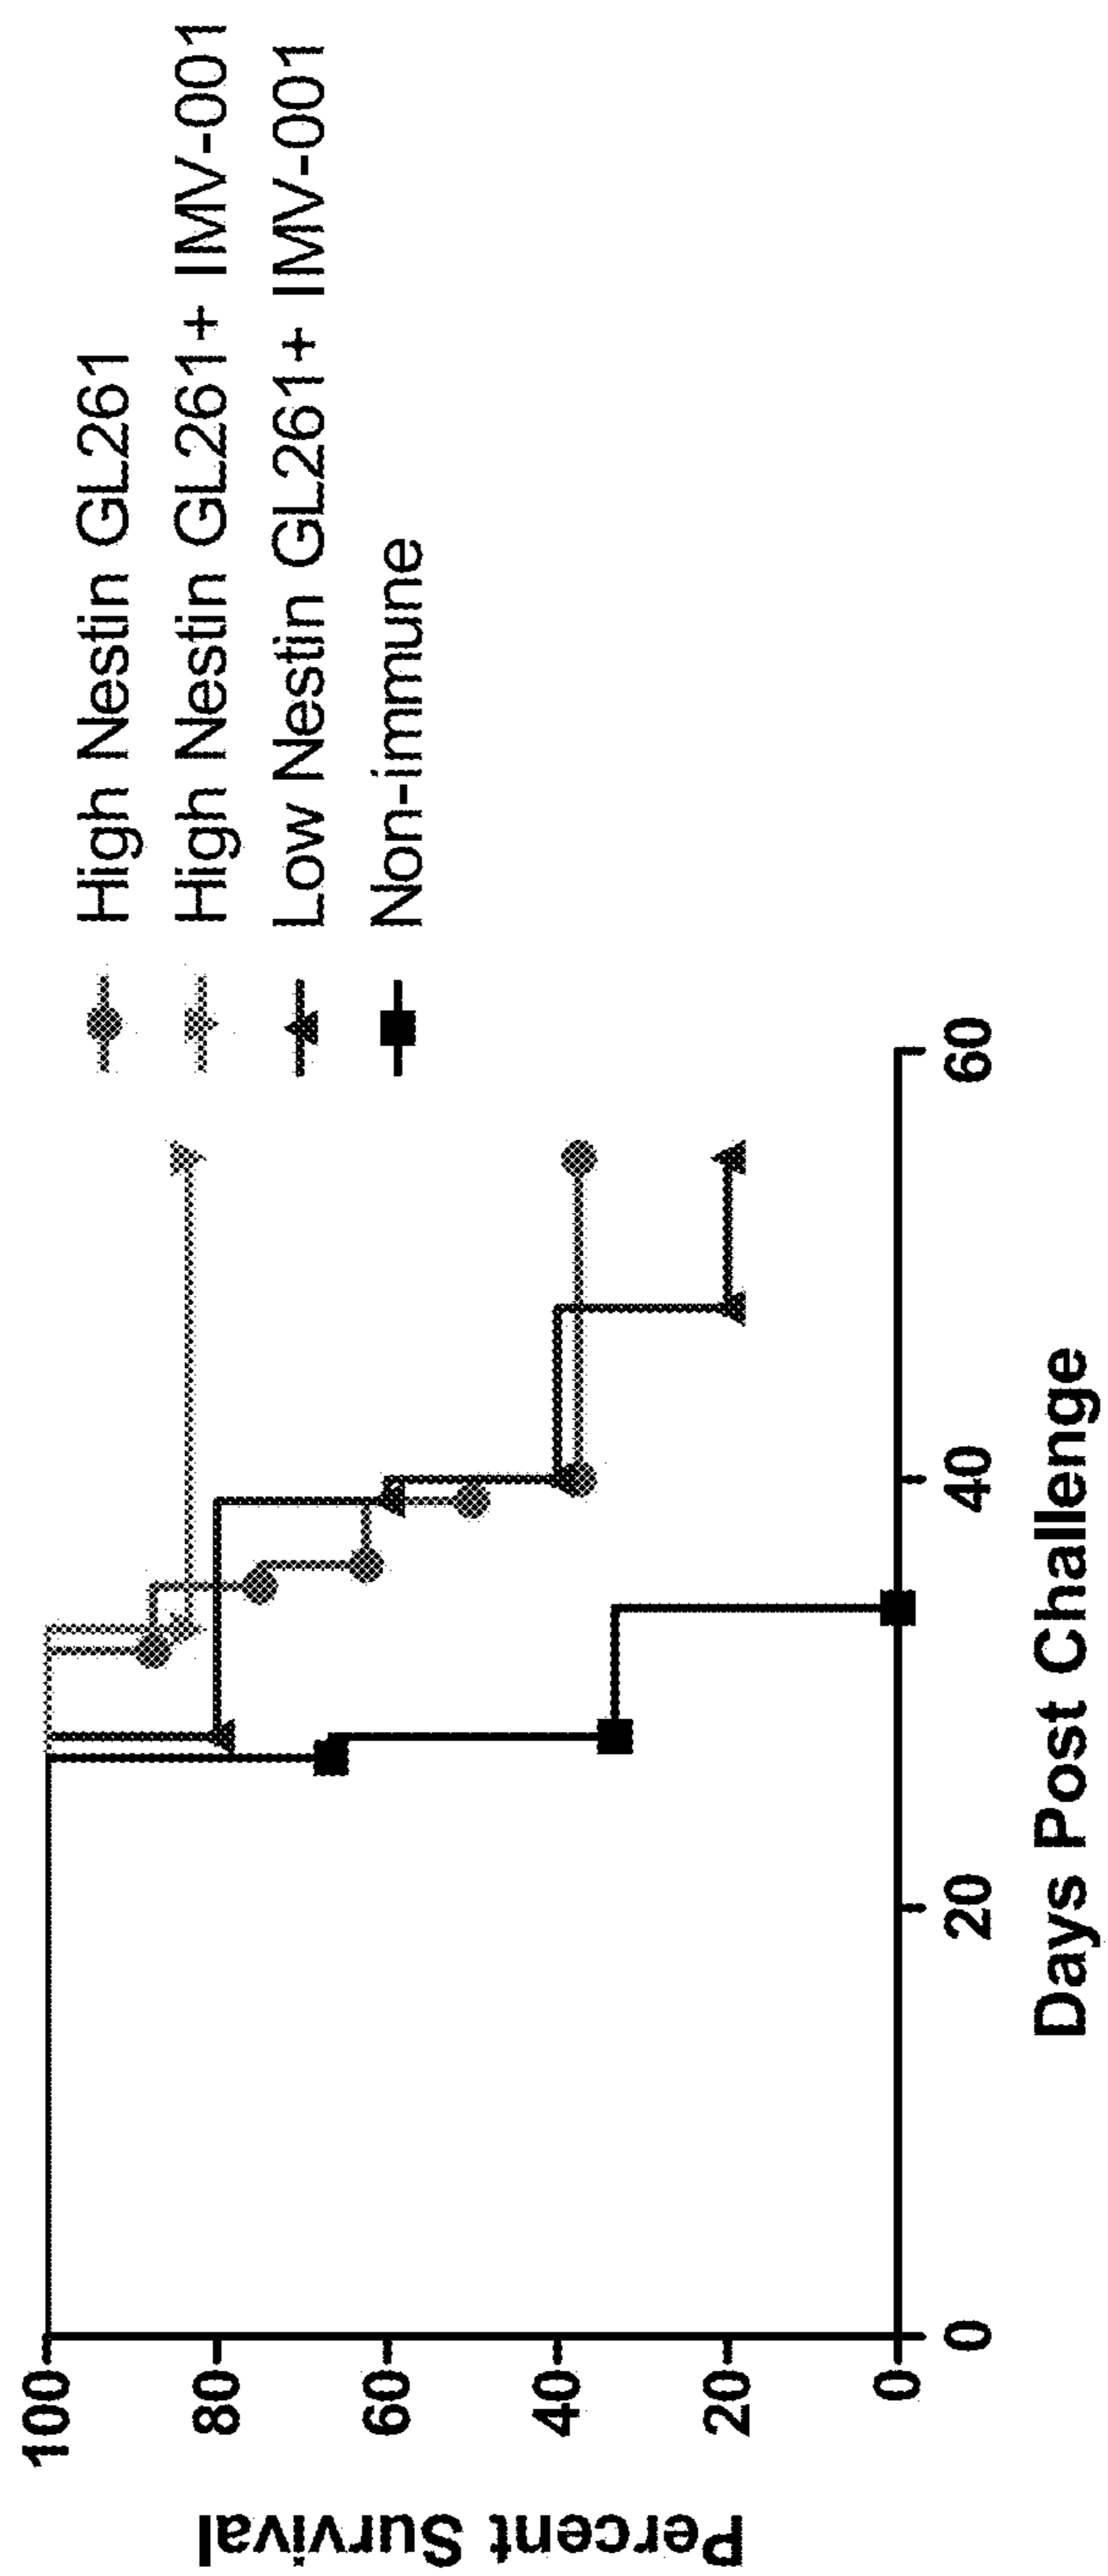 High Nestin GL261
High Nestin GL261+ IMV-001
Low Nestin GL261+ IMV-001
Non-immune
Percent Survival
100
80
60
40
20
0
0
20
40
60
Days Post Challenge